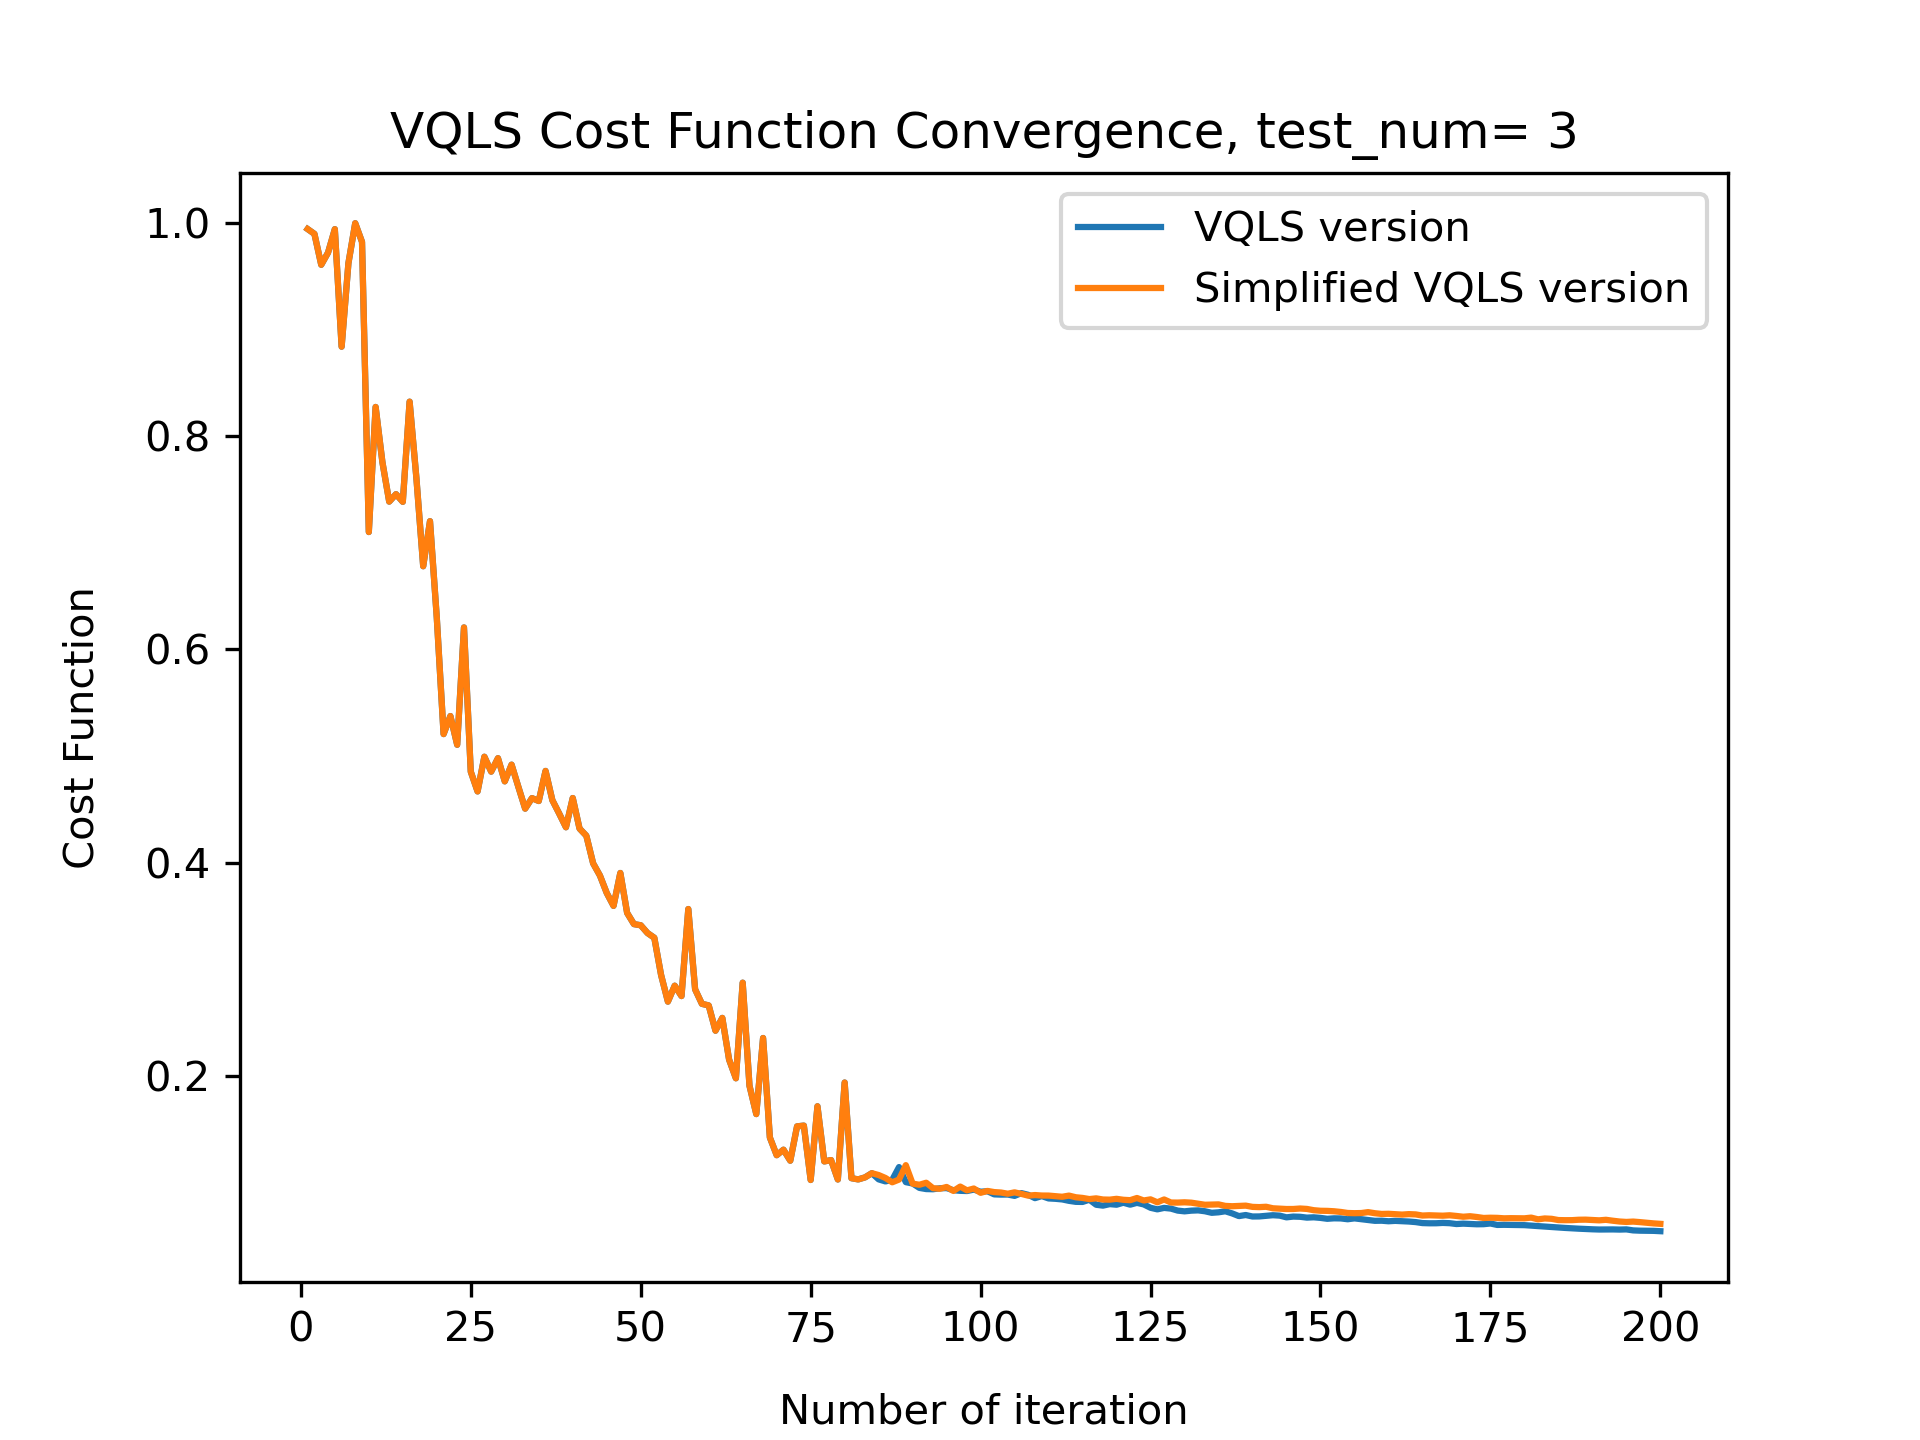 VQLS Cost Function Convergence, test_num= 3
VQLS version
Simplified VQLS version
Cost Function
1.0
0.8
0.6
0.4
0.2
0 25 50 75 100 125 150 175 200
Number of iteration